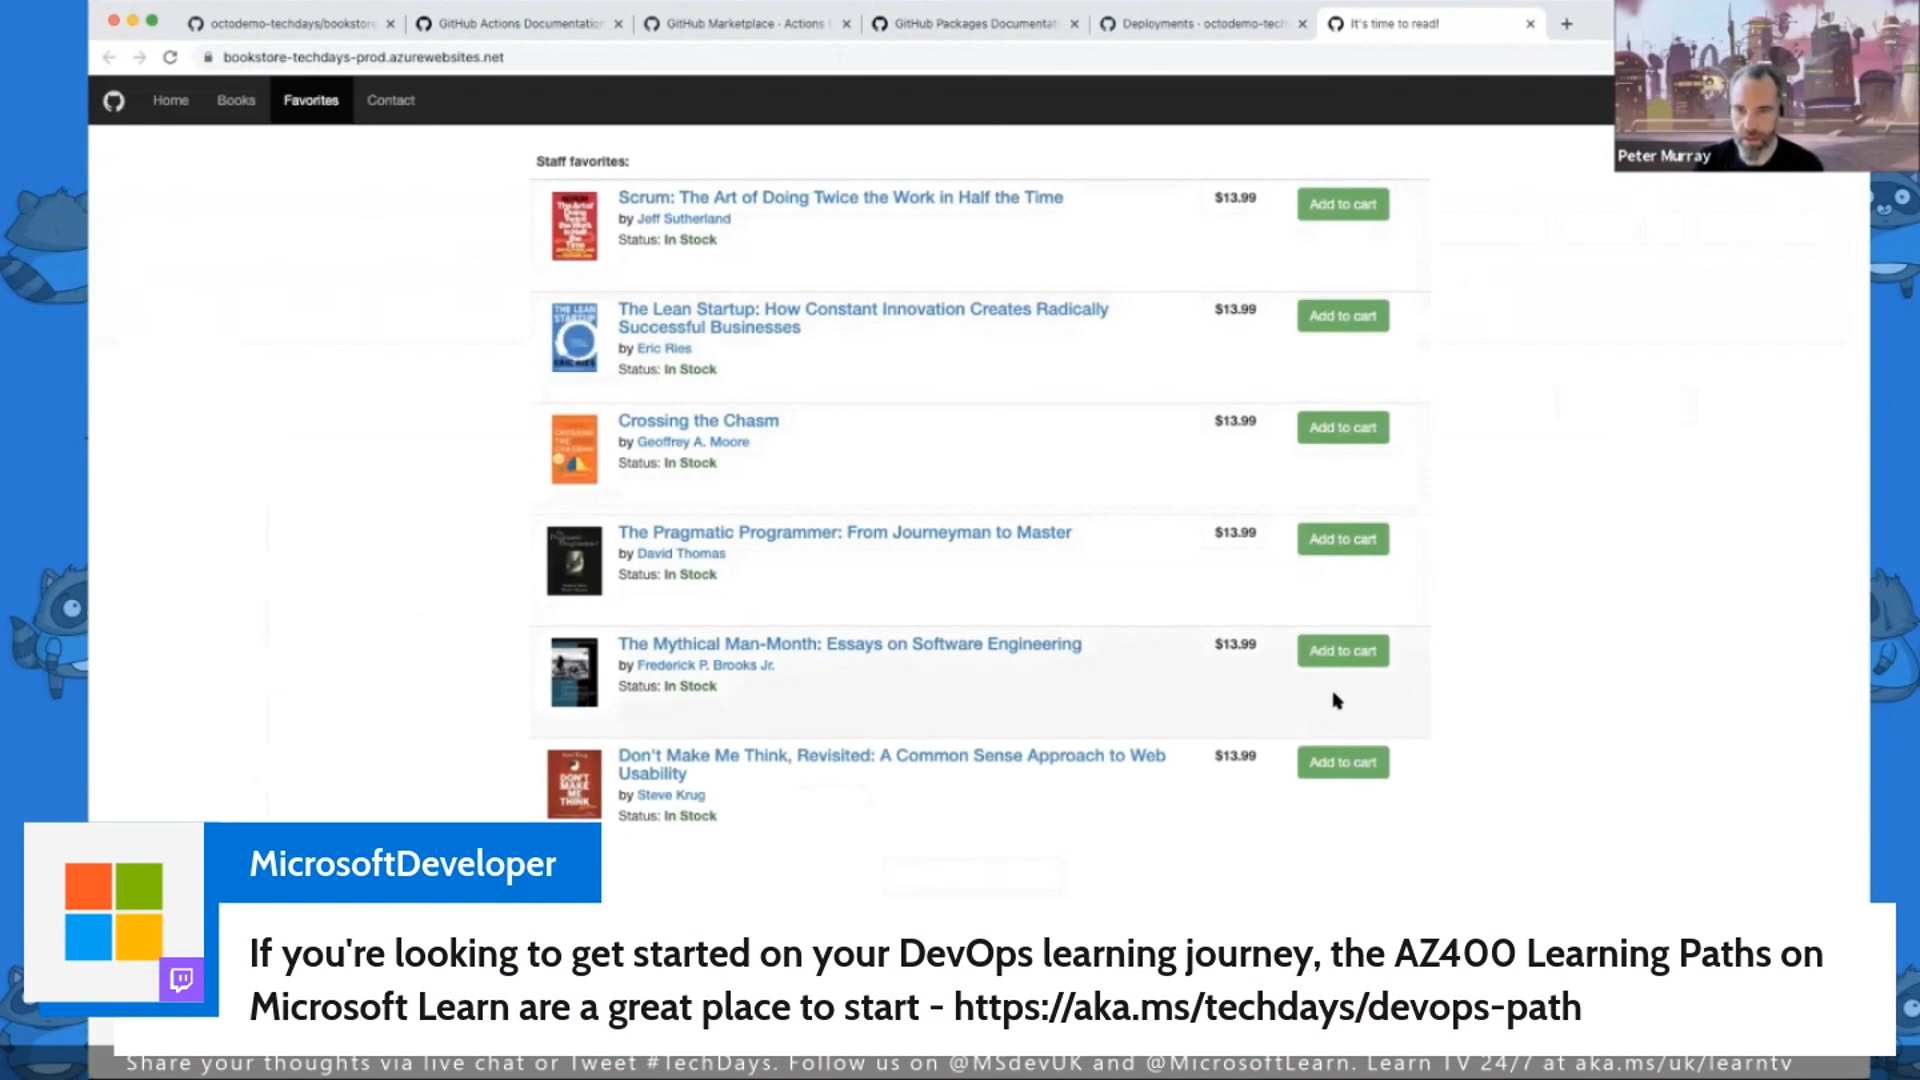 octodemo-techdays/bookstore
GitHub Actions Documentation
GitHub Marketplace - Actions t
GitHub Packages Documentat
Deployments · octodemo-tech
It's time to read!
bookstore-techdays-prod.azurewebsites.net
Home
Books
Favorites
Contact
Peter Murray
Staff favorites:
Scrum: The Art of Doing Twice the Work in Half the Time
by Jeff Sutherland
Status: In Stock
$13.99
Add to cart
The Lean Startup: How Constant Innovation Creates Radically
Successful Businesses
by Eric Ries
Status: In Stock
$13.99
Add to cart
Crossing the Chasm
by Geoffrey A. Moore
Status: In Stock
$13.99
Add to cart
The Pragmatic Programmer: From Journeyman to Master
by David Thomas
Status: In Stock
$13.99
Add to cart
The Mythical Man-Month: Essays on Software Engineering
by Frederick P. Brooks Jr.
Status: In Stock
$13.99
Add to cart
DON'T
MAKE
ME
THINK
Don't Make Me Think, Revisited: A Common Sense Approach to Web
Usability
by Steve Krug
Status: In Stock
$13.99
Add to cart
MicrosoftDeveloper
If you're looking to get started on your DevOps learning journey, the AZ400 Learning Paths on
Microsoft Learn are a great place to start - https://aka.ms/techdays/devops-path
Share your thoughts via live chat or Tweet #TechDays. Follow us on @MSdevUK and @MicrosoftLearn. Learn TV 24/7 at aka.ms/uk/learntv